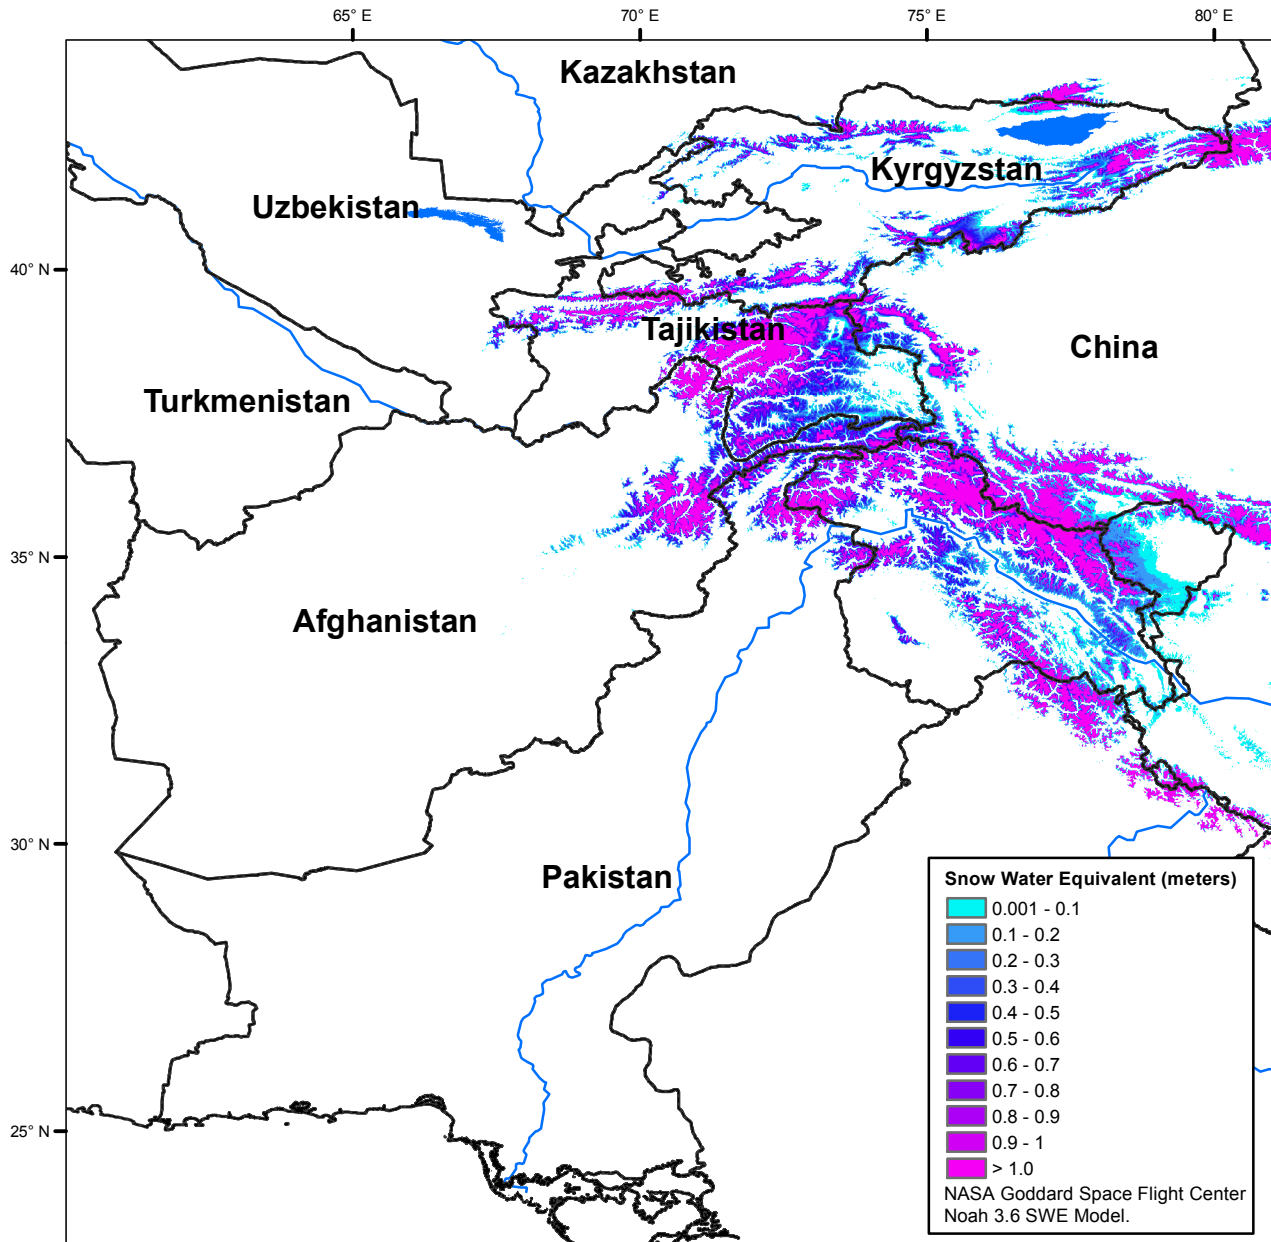 65° E
70° E
75° E
80° E
Kazakhstan
Kyrgyzstan
Uzbekistan
40° N
Tajikistan
China
Turkmenistan
35° N
Afghanistan
30° N
Pakistan
25° N
Snow Water Equivalent (meters)
0.001 - 0.1
0.1 - 0.2
0.2 - 0.3
0.3 - 0.4
0.4 - 0.5
0.5 - 0.6
0.6 - 0.7
0.7 - 0.8
0.8 - 0.9
0.9 - 1
> 1.0
NASA Goddard Space Flight Center
Noah 3.6 SWE Model.